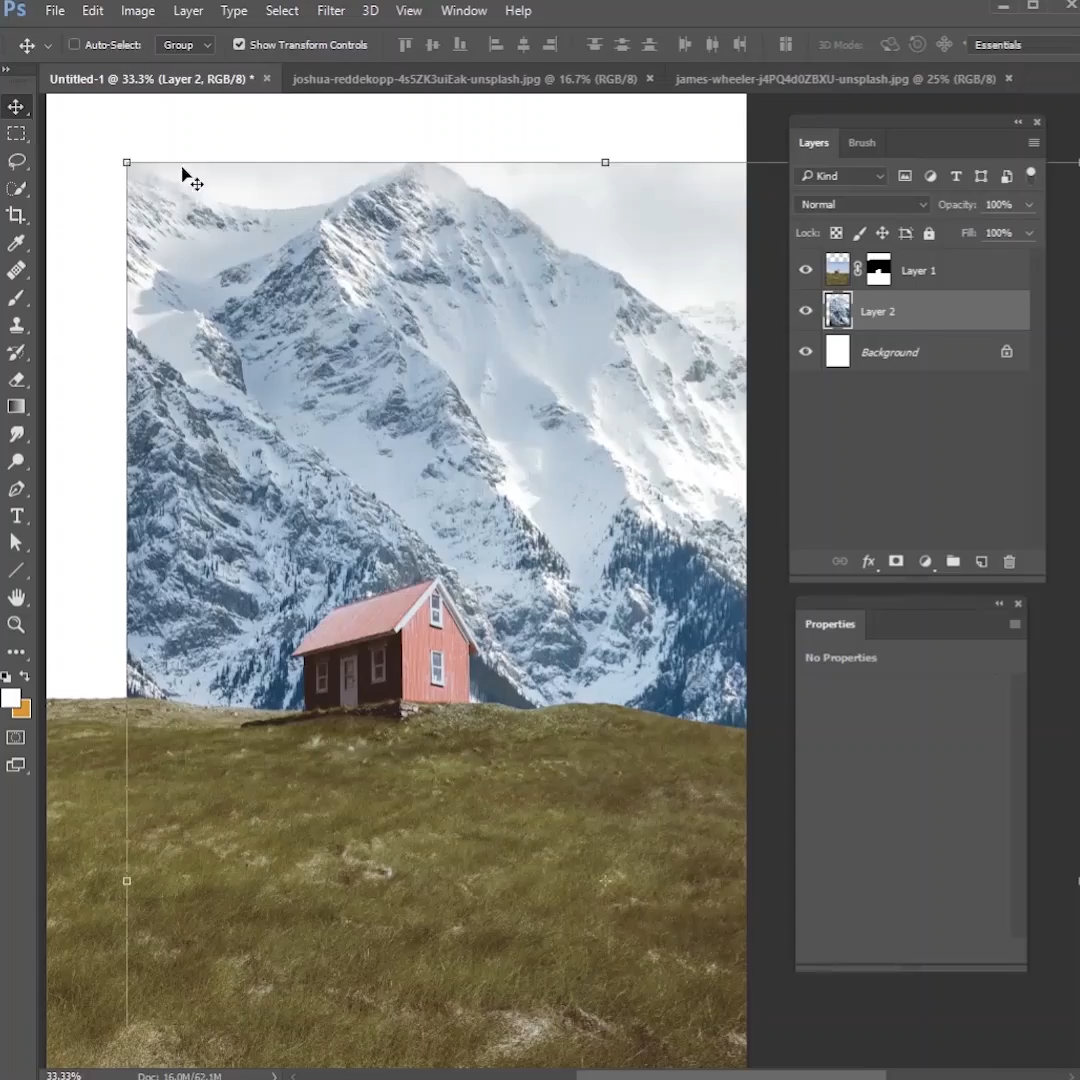 Ps File Edit Image Layer Type Select Filter 3D View Window Help
Auto-Select: Group Show Transform Controls 3D Mode: Essentials
Untitled-1 @ 33.3% (Layer 2, RGB/8) * × joshua-reddekopp-4s5ZK3uiEak-unsplash.jpg @ 16.7% (RGB/8) × james-wheeler-j4PQ4d0ZBXU-unsplash.jpg @ 25% (RGB/8) ×
Layers Brush
Kind
Normal Opacity: 100%
Lock: Fill: 100%
Layer 1
Layer 2
Background
fx
Properties
No Properties
33.33% Doc: 16.0M/62.1M